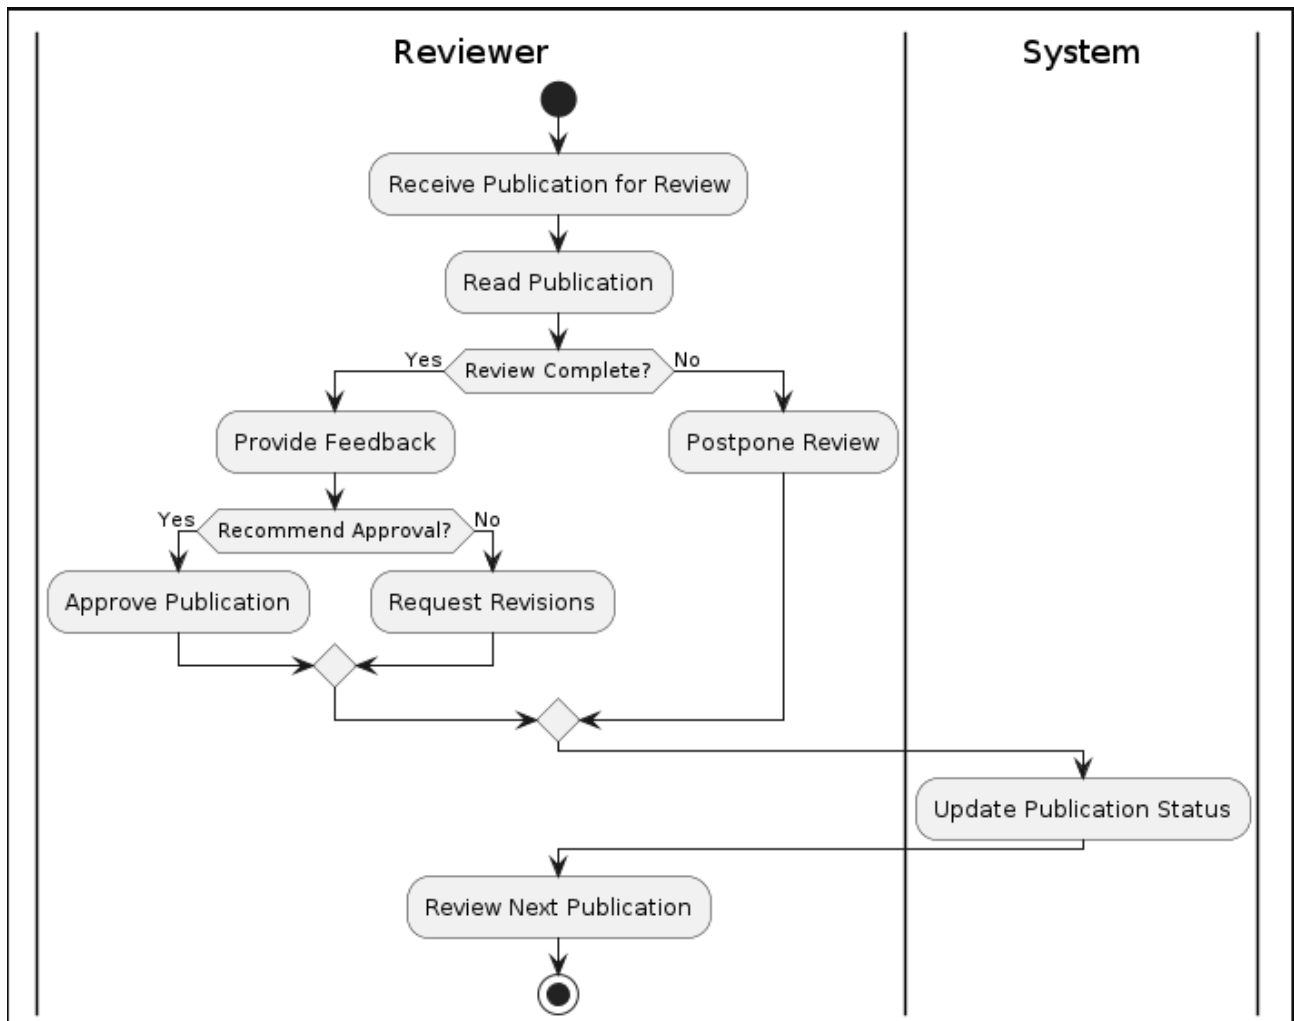 Reviewer
System
Receive Publication for Review
Read Publication
Yes
Review Complete?
No
Provide Feedback
Postpone Review
Yes
Recommend Approval?
No
Approve Publication
Request Revisions
Update Publication Status
Review Next Publication